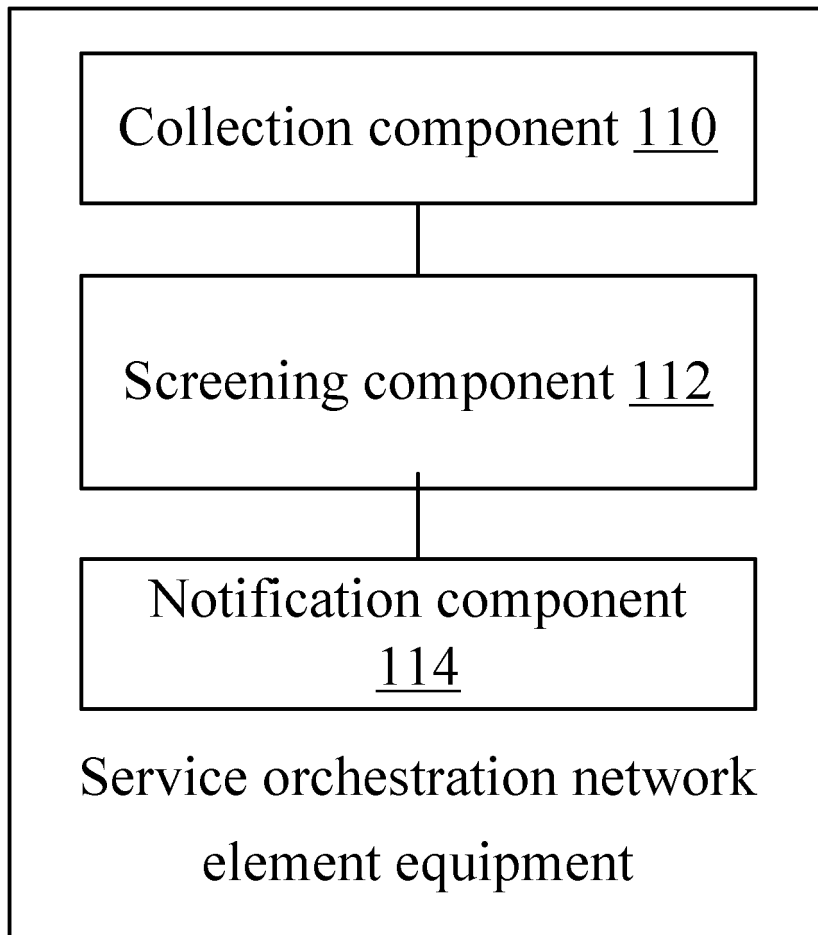 Collection component 110
Screening component 112
Notification component
114
Service orchestration network
element equipment